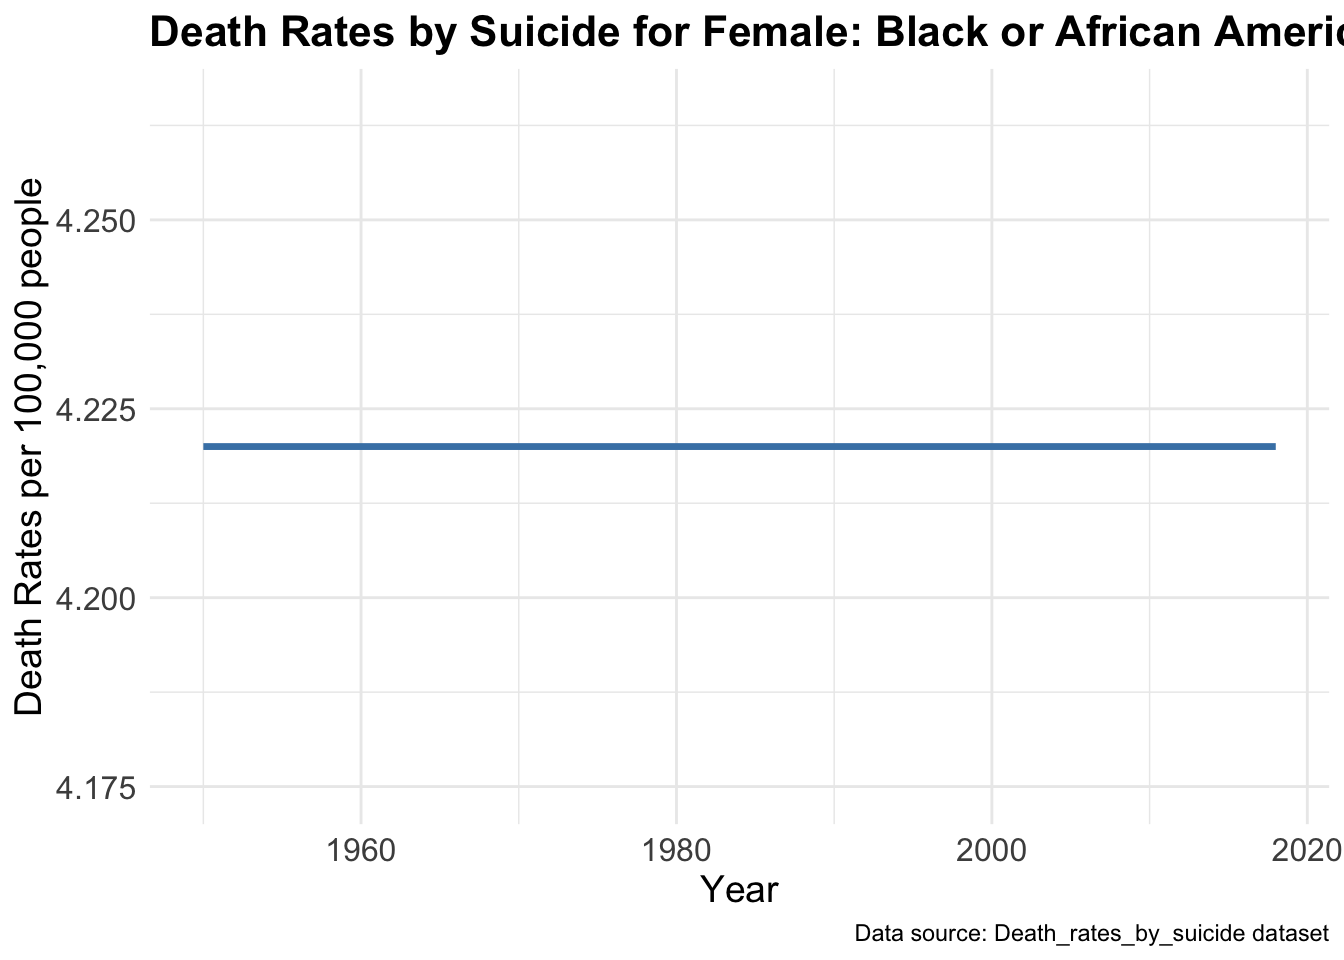 Death Rates by Suicide for Female: Black or African Americ
Death Rates per 100,000 people
4.250
4.225
4.200
4.175
1960 1980 2000 2020
Year
Data source: Death_rates_by_suicide dataset